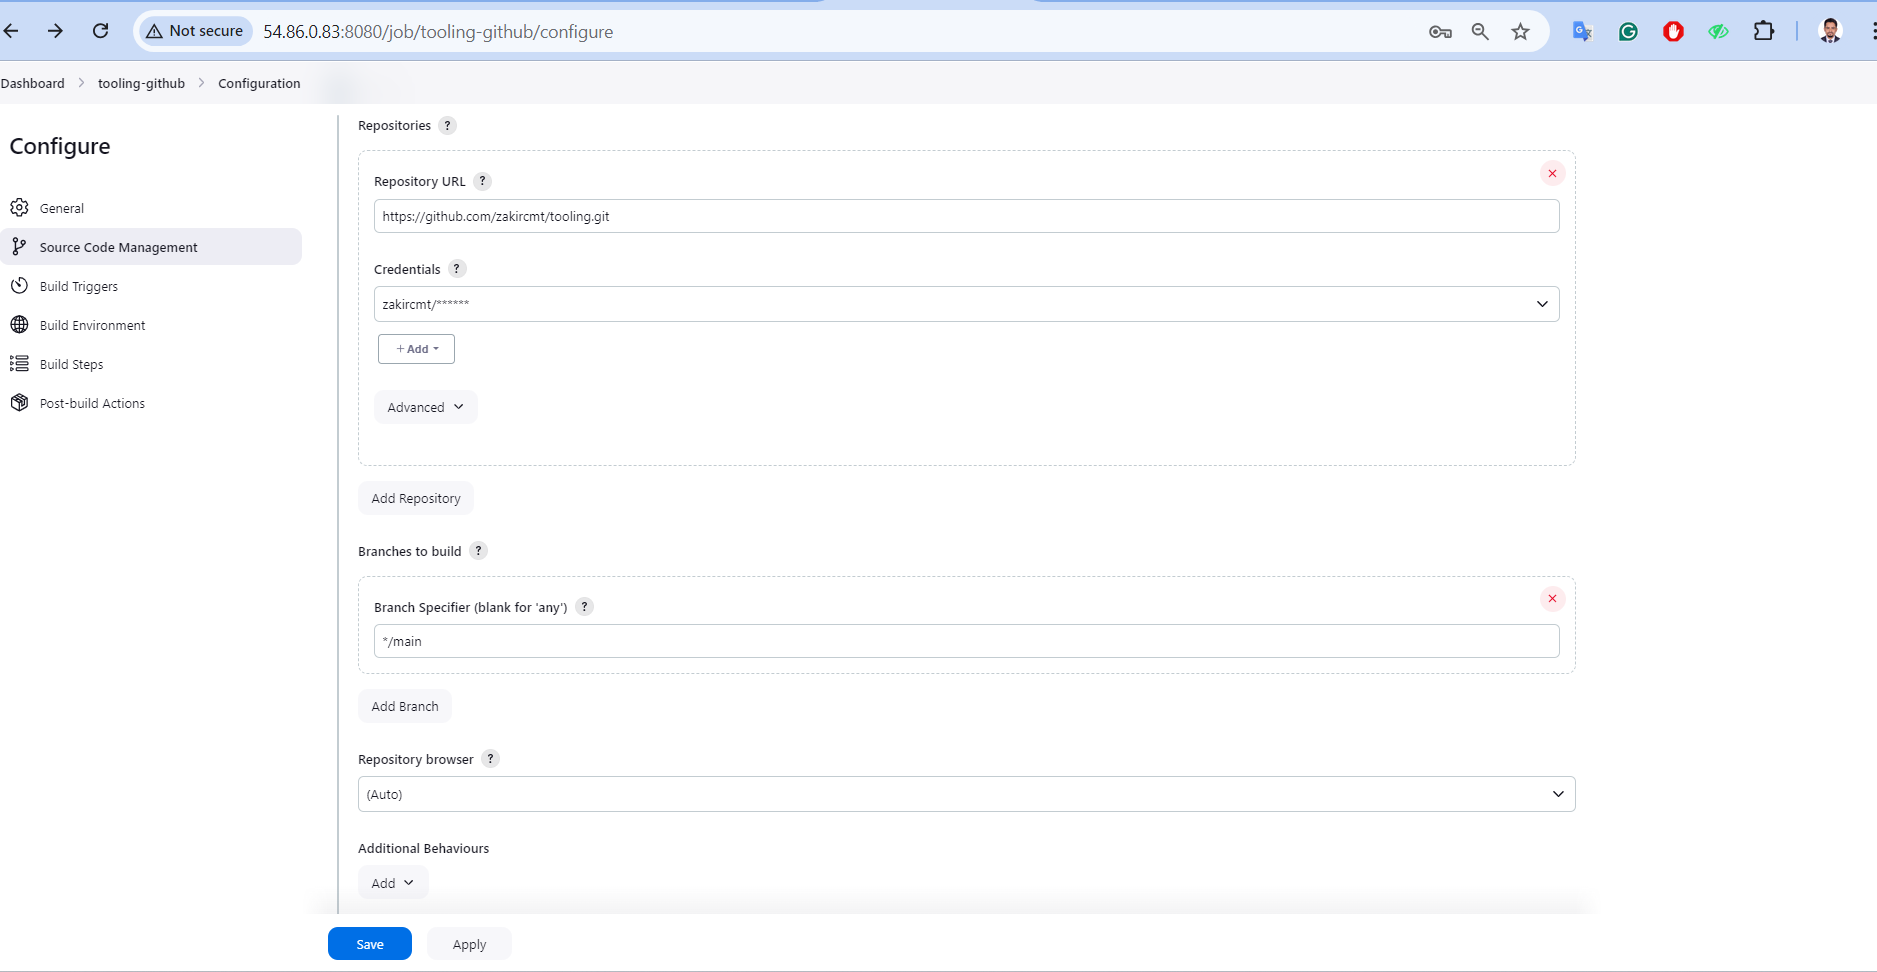 Not secure 54.86.0.83:8080/job/tooling-github/configure
Dashboard tooling-github Configuration
Configure
General
Source Code Management
Build Triggers
Build Environment
Build Steps
Post-build Actions
Repositories ?
Repository URL ?
https://github.com/zakircmt/tooling.git
Credentials ?
zakircmt/******
+ Add
Advanced
Add Repository
Branches to build ?
Branch Specifier (blank for 'any') ?
*/main
Add Branch
Repository browser ?
(Auto)
Additional Behaviours
Add
Save Apply